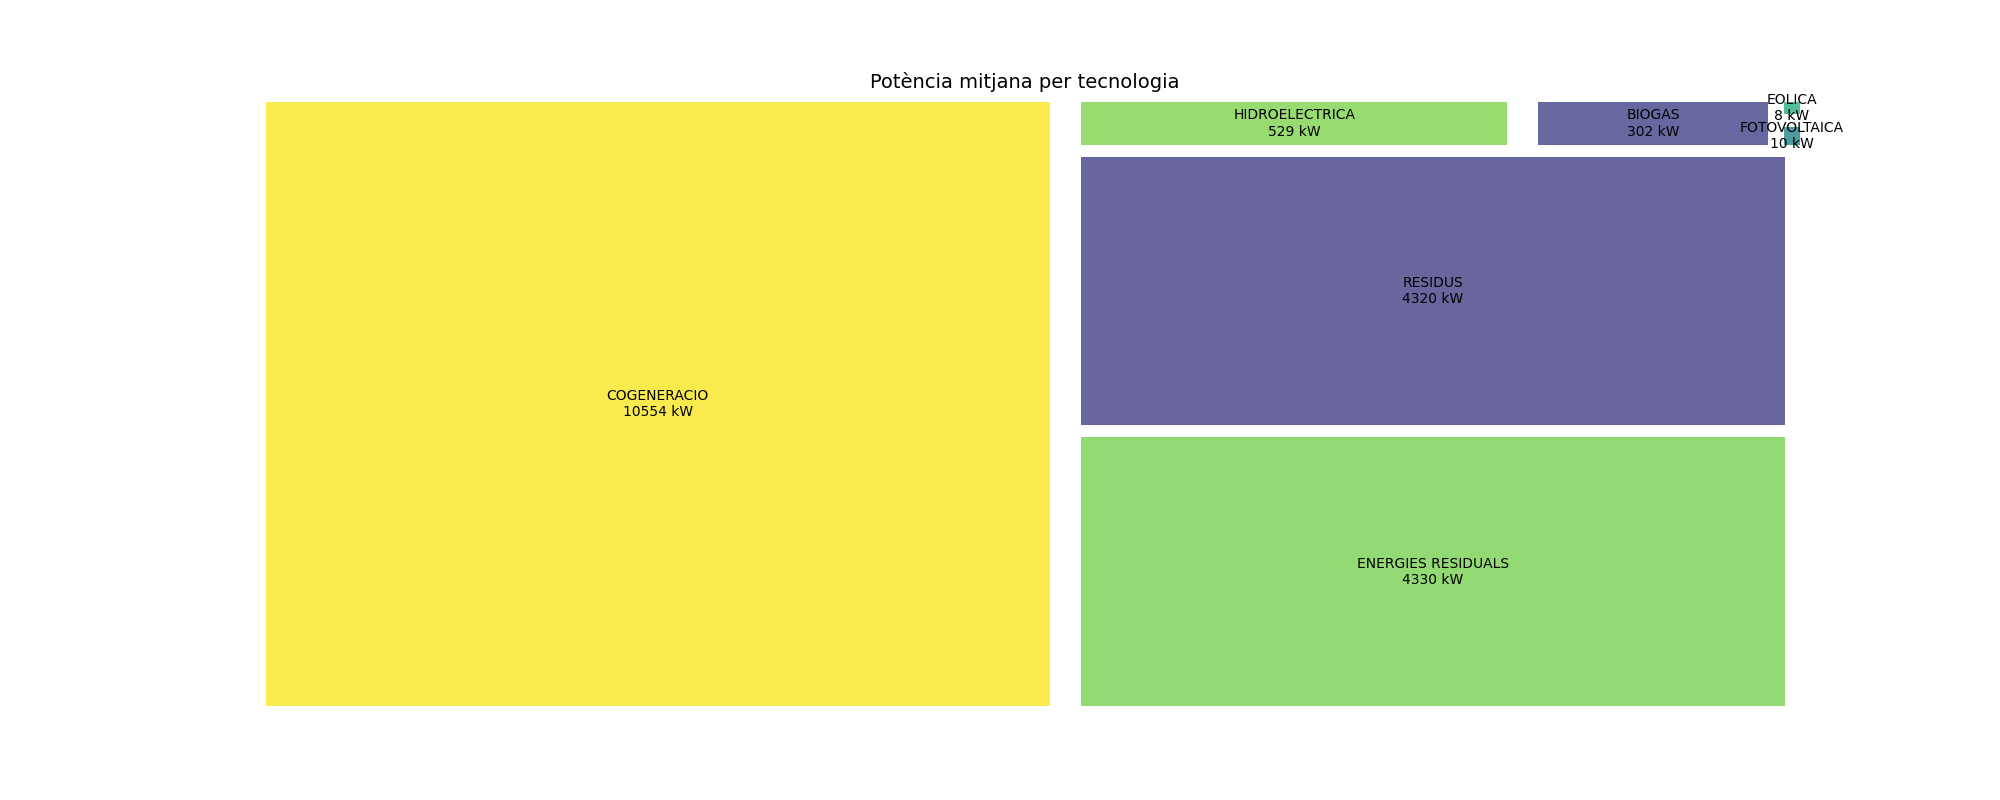 Potència mitjana per tecnologia
COGENERACIO
10554 kW
HIDROELECTRICA
529 kW
BIOGAS
302 kW
EOLICA
8 kW
FOTOVOLTAICA
10 kW
RESIDUS
4320 kW
ENERGIES RESIDUALS
4330 kW